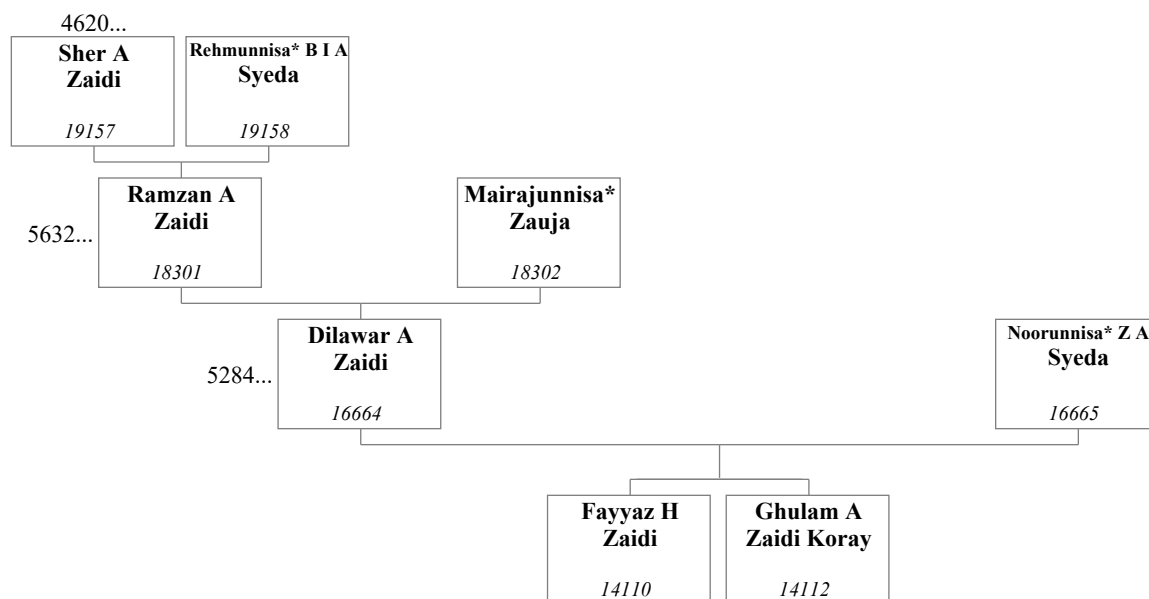 4620...
Sher A
Zaidi
19157
Rehmunnisa* B I A
Syeda
19158
5632...
Ramzan A
Zaidi
18301
Mairajunnisa*
Zauja
18302
5284...
Dilawar A
Zaidi
16664
Noorunnisa* Z A
Syeda
16665
Fayyaz H
Zaidi
14110
Ghulam A
Zaidi Koray
14112